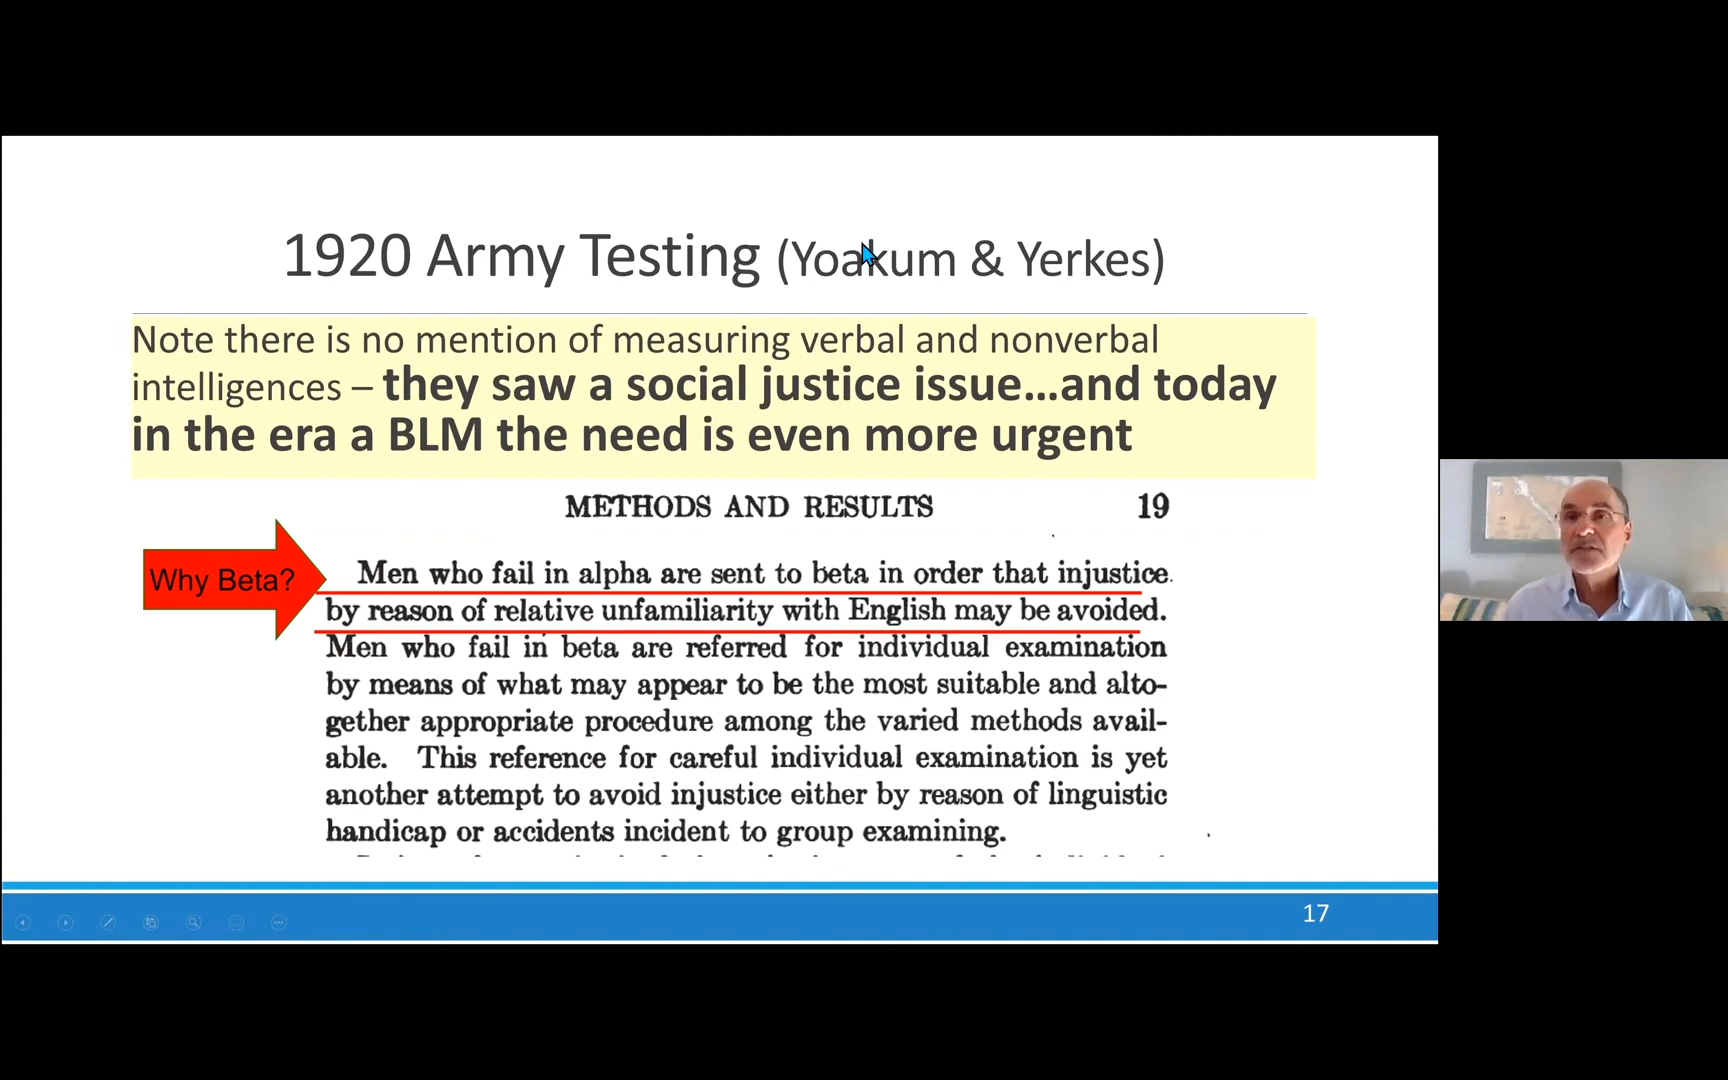 1920 Army Testing (Yoakum & Yerkes)
Note there is no mention of measuring verbal and nonverbal
intelligences – they saw a social justice issue...and today
in the era a BLM the need is even more urgent
METHODS AND RESULTS 19
Why Beta?
Men who fail in alpha are sent to beta in order that injustice
by reason of relative unfamiliarity with English may be avoided.
Men who fail in beta are referred for individual examination
by means of what may appear to be the most suitable and alto-
gether appropriate procedure among the varied methods avail-
able. This reference for careful individual examination is yet
another attempt to avoid injustice either by reason of linguistic
handicap or accidents incident to group examining.
17